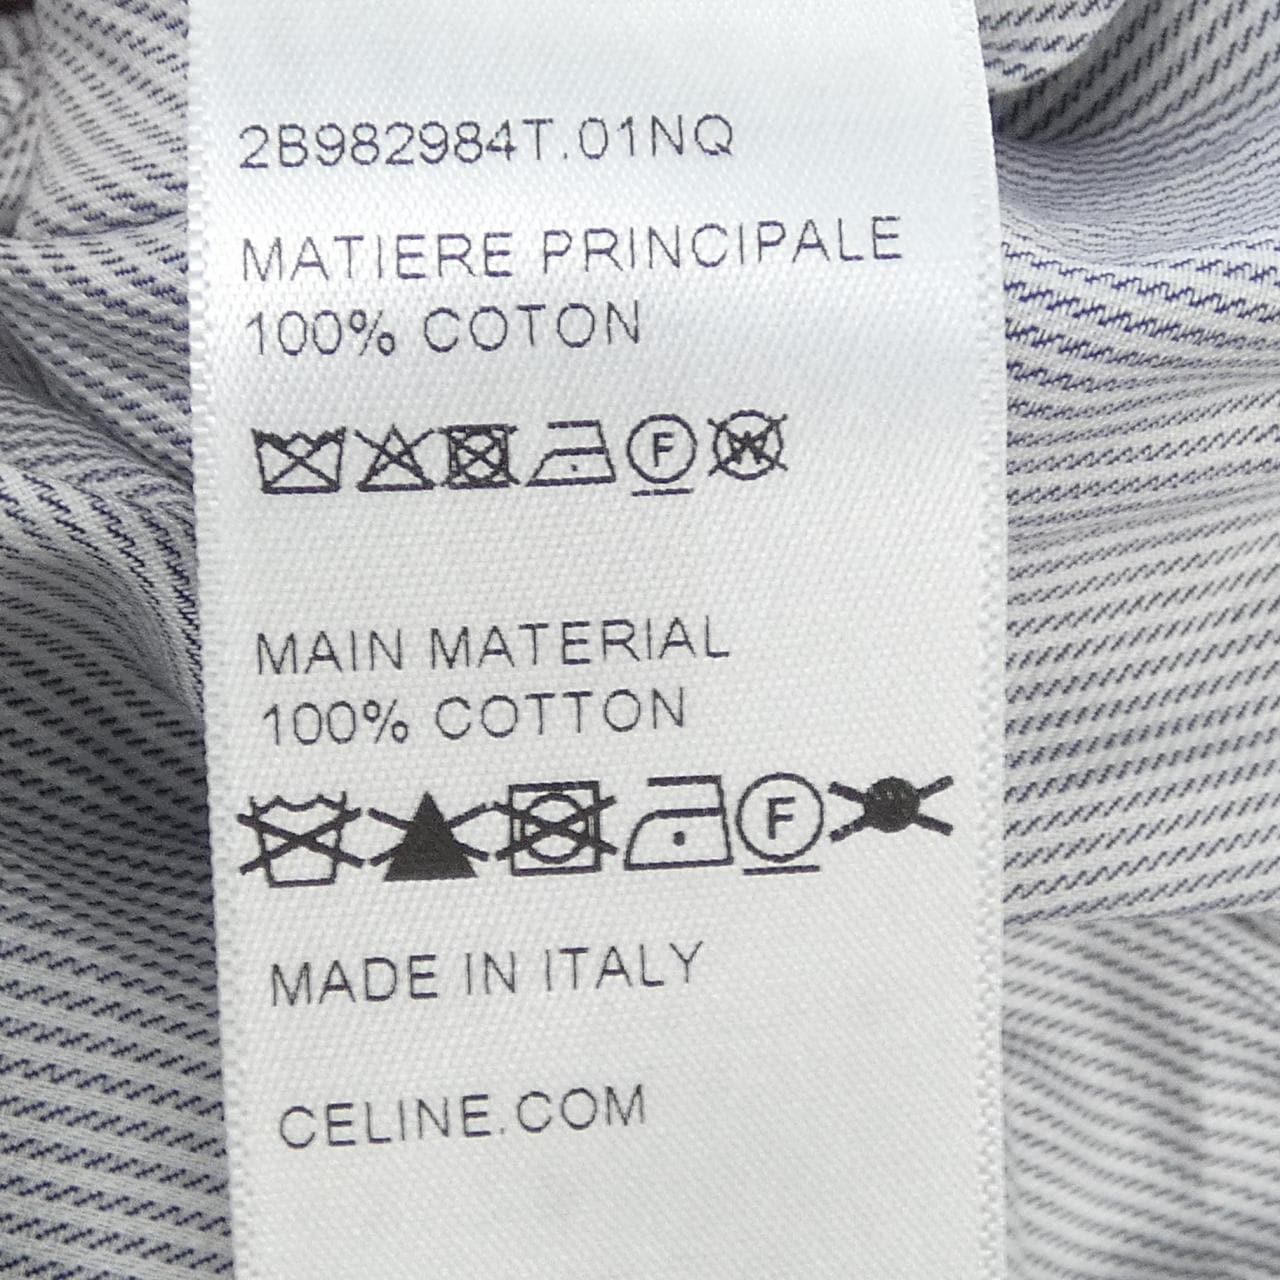 2B982984T.01NQ
MATIERE PRINCIPALE
100% COTON
F W
MAIN MATERIAL
100% COTTON
F
MADE IN ITALY
CELINE.COM